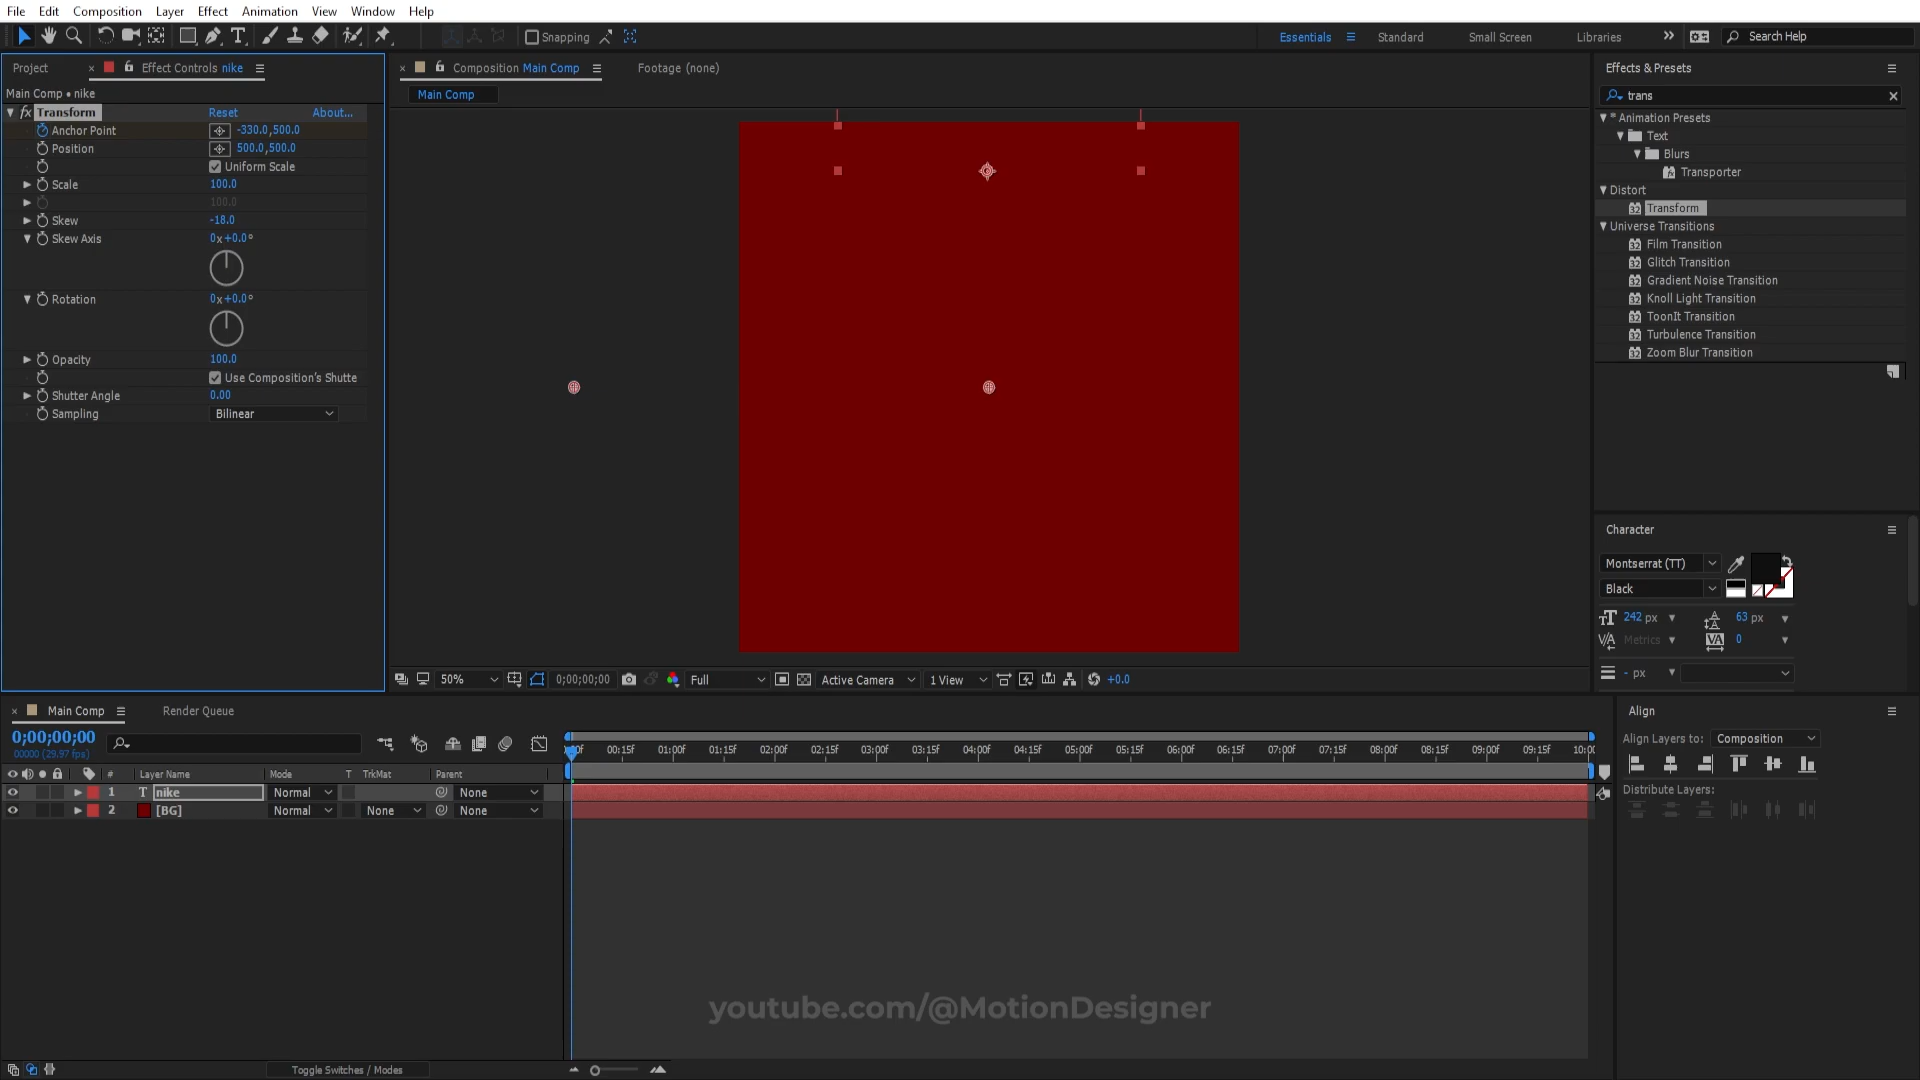 File Edit Composition Layer Effect Animation View Window Help
Snapping Essentials Standard Small Screen Libraries Search Help
Project Effect Controls nike
Main Comp • nike
fx Transform Reset About...
Anchor Point -330.0,500.0
Position 500.0,500.0
Uniform Scale
Scale 100.0
100.0
Skew -18.0
Skew Axis 0x+0.0°
Rotation 0x+0.0°
Opacity 100.0
Use Composition's Shutte
Shutter Angle 0.00
Sampling Bilinear
Composition Main Comp Footage (none)
Main Comp
50% 0;00;00;00 Full Active Camera 1 View +0.0
Effects & Presets
trans
* Animation Presets
Text
Blurs
Transporter
Distort
Transform
Universe Transitions
Film Transition
Glitch Transition
Gradient Noise Transition
Knoll Light Transition
ToonIt Transition
Turbulence Transition
Zoom Blur Transition
Character
Montserrat (TT)
Black
242 px 63 px
Metrics 0
- px
Main Comp Render Queue
0;00;00;00
00000 (29.97 fps)
00:15f 01:00f 01:15f 02:00f 02:15f 03:00f 03:15f 04:00f 04:15f 05:00f 05:15f 06:00f 06:15f 07:00f 07:15f 08:00f 08:15f 09:00f 09:15f 10:00
# Layer Name Mode T TrkMat Parent
1 T nike Normal None
2 [BG] Normal None None
Toggle Switches / Modes
Align
Align Layers to: Composition
Distribute Layers:
youtube.com/@MotionDesigner